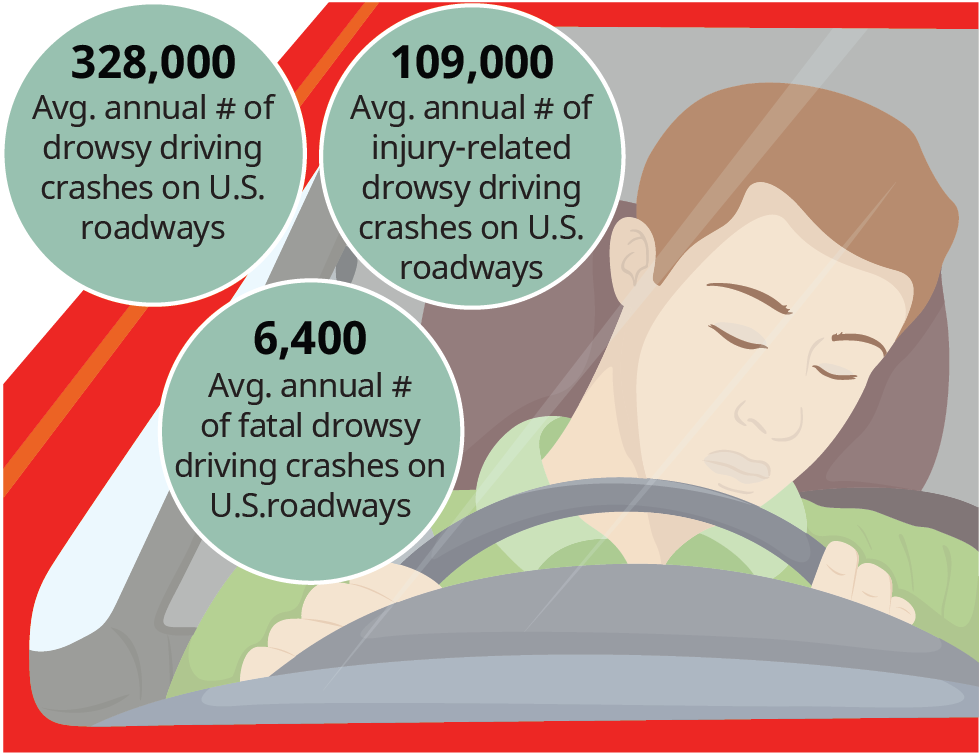 328,000
Avg. annual # of
drowsy driving
crashes on U.S.
roadways
109,000
Avg. annual # of
injury-related
drowsy driving
crashes on U.S.
roadways
6,400
Avg. annual #
of fatal drowsy
driving crashes on
U.S.roadways